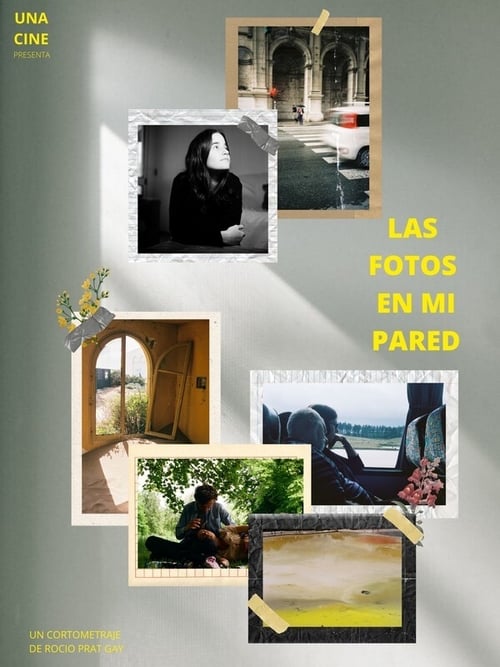 UNA
CINE
PRESENTA
LAS
FOTOS
EN MI
PARED
UN CORTOMETRAJE
DE ROCIO PRAT GAY